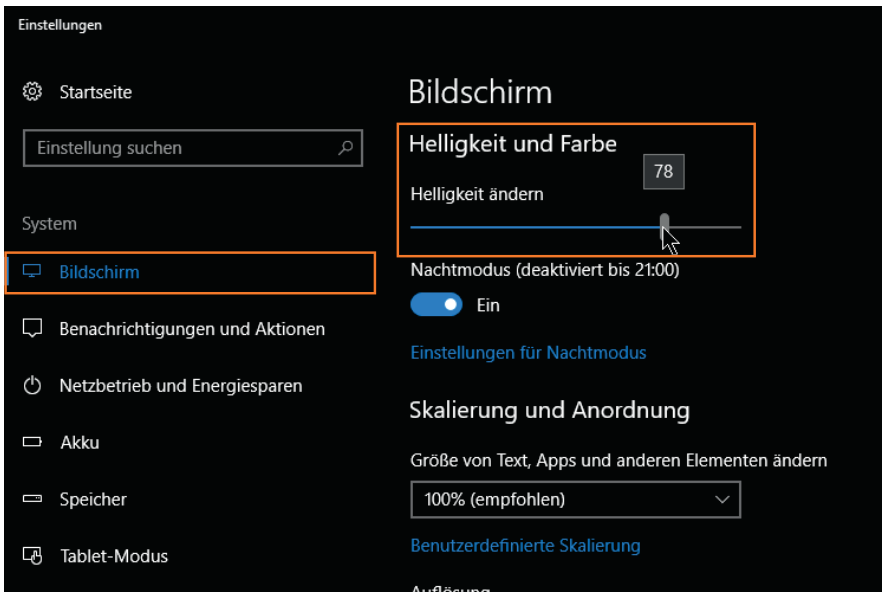 Einstellungen
Startseite
Einstellung suchen
System
Bildschirm
Benachrichtigungen und Aktionen
Netzbetrieb und Energiesparen
Akku
Speicher
Tablet-Modus
Bildschirm
Helligkeit und Farbe
78
Helligkeit ändern
Nachtmodus (deaktiviert bis 21:00)
Ein
Einstellungen für Nachtmodus
Skalierung und Anordnung
Größe von Text, Apps und anderen Elementen ändern
100% (empfohlen)
Benutzerdefinierte Skalierung
Auflösung